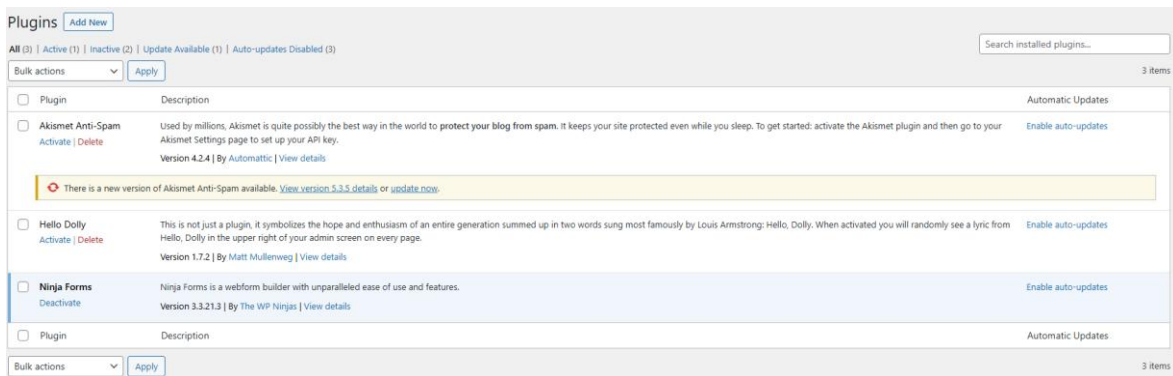 Plugins Add New
All (3) | Active (1) | Inactive (2) | Update Available (1) | Auto-updates Disabled (3)
Search installed plugins...
Bulk actions Apply
3 items
Plugin Description Automatic Updates
Akismet Anti-Spam Used by millions, Akismet is quite possibly the best way in the world to protect your blog from spam. It keeps your site protected even while you sleep. To get started: activate the Akismet plugin and then go to your Enable auto-updates
Activate | Delete Akismet Settings page to set up your API key.
Version 4.2.4 | By Automattic | View details
There is a new version of Akismet Anti-Spam available. View version 5.3.5 details or update now.
Hello Dolly This is not just a plugin, it symbolizes the hope and enthusiasm of an entire generation summed up in two words sung most famously by Louis Armstrong: Hello, Dolly. When activated you will randomly see a lyric from Enable auto-updates
Activate | Delete Hello, Dolly in the upper right of your admin screen on every page.
Version 1.7.2 | By Matt Mullenweg | View details
Ninja Forms Ninja Forms is a webform builder with unparalleled ease of use and features. Enable auto-updates
Deactivate Version 3.3.21.3 | By The WP Ninjas | View details
Plugin Description Automatic Updates
Bulk actions Apply
3 items